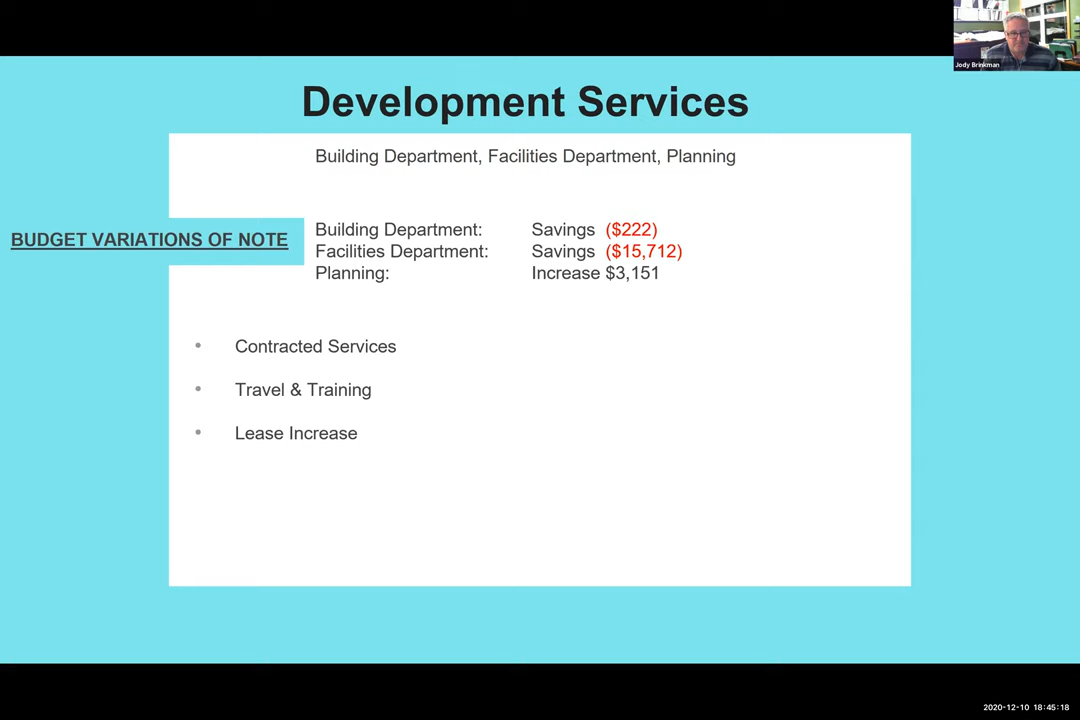 Jody Brinkman
Development Services
Building Department, Facilities Department, Planning
BUDGET VARIATIONS OF NOTE
Building Department: Savings ($222)
Facilities Department: Savings ($15,712)
Planning: Increase $3,151
• Contracted Services
• Travel & Training
• Lease Increase
2020-12-10 18:45:18